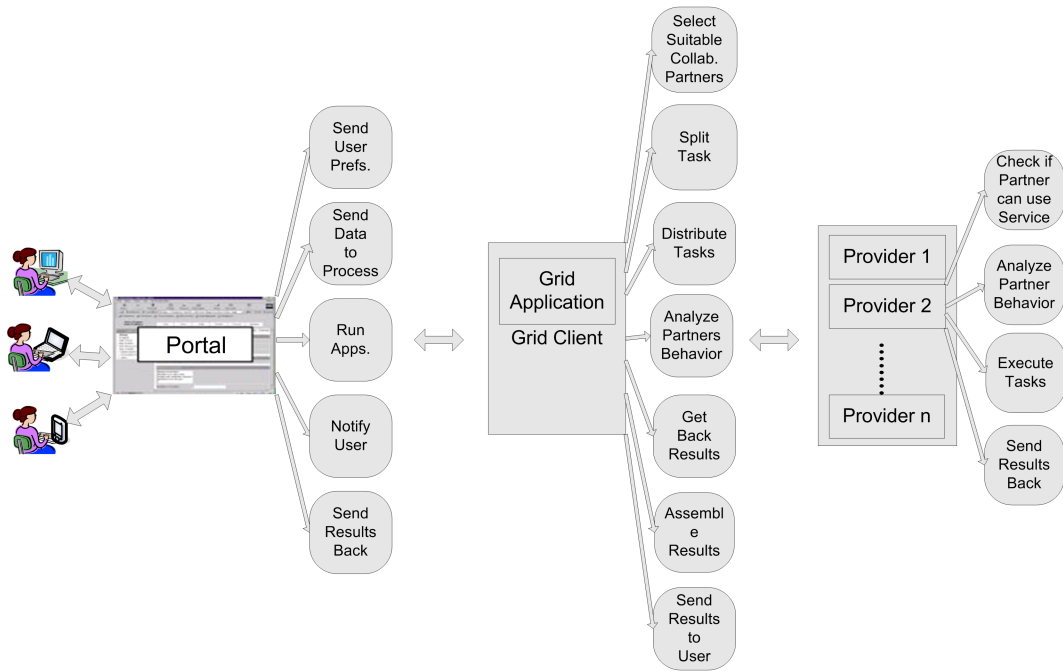 Send
User
Prefs.
Send
Data
to
Process
Run
Apps.
Notify
User
Send
Results
Back
Portal
Grid
Application
Grid Client
Select
Suitable
Collab.
Partners
Split
Task
Distribute
Tasks
Analyze
Partners
Behavior
Get
Back
Results
Assembl
e
Results
Send
Results
to
User
Provider 1
Provider 2
Provider n
Check if
Partner
can use
Service
Analyze
Partner
Behavior
Execute
Tasks
Send
Results
Back